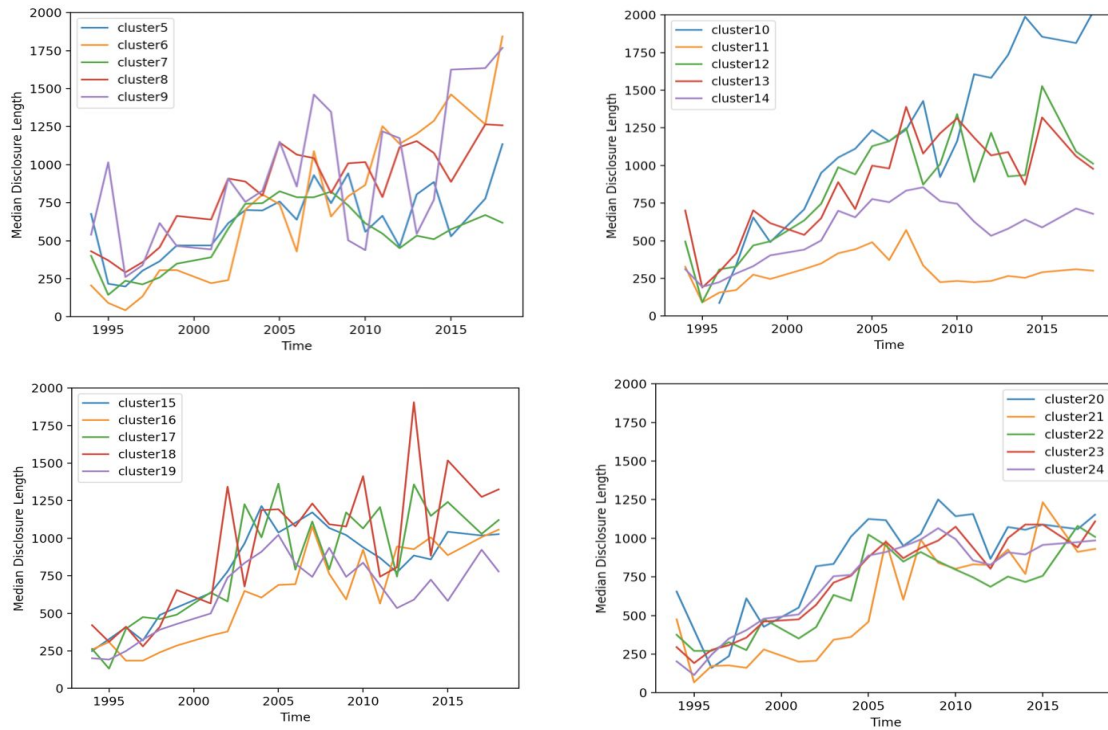 2000
1750
1500
1250
1000
750
500
250
0
Median Disclosure Length
cluster5
cluster6
cluster7
cluster8
cluster9
1995 2000 2005 2010 2015
Time
2000
1750
1500
1250
1000
750
500
250
0
Median Disclosure Length
cluster10
cluster11
cluster12
cluster13
cluster14
1995 2000 2005 2010 2015
Time
2000
1750
1500
1250
1000
750
500
250
0
Median Disclosure Length
cluster15
cluster16
cluster17
cluster18
cluster19
1995 2000 2005 2010 2015
Time
2000
1750
1500
1250
1000
750
500
250
0
Median Disclosure Length
cluster20
cluster21
cluster22
cluster23
cluster24
1995 2000 2005 2010 2015
Time